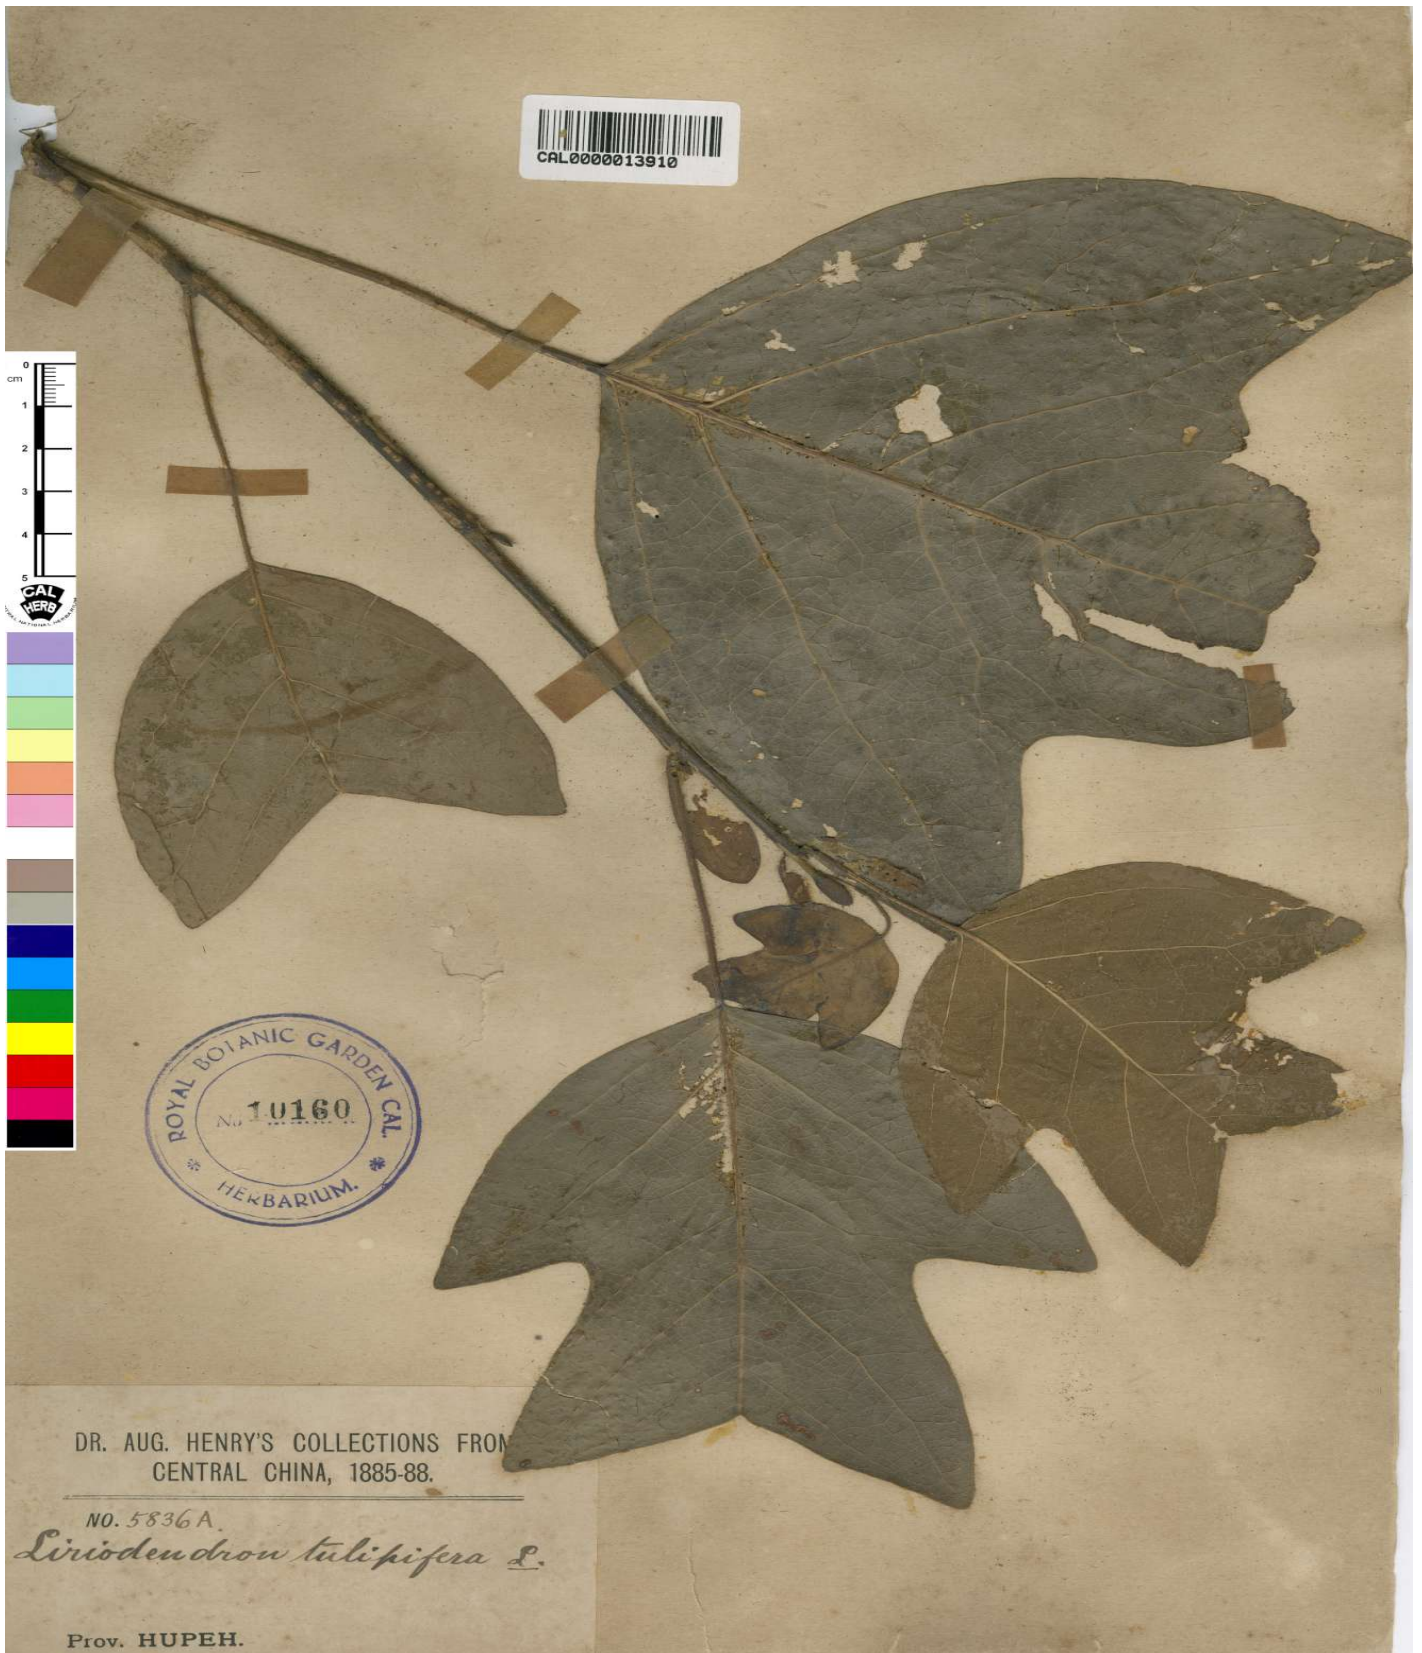 CAL0000013910
0
cm
1
2
3
4
5
CAL
HERB
ROYAL BOTANIC GARDEN CAL.
No 10160
HERBARIUM.
DR. AUG. HENRY'S COLLECTIONS FROM
CENTRAL CHINA, 1885-88.
NO. 5836A.
Liriodendron tulipifera L.
Prov. HUPEH.